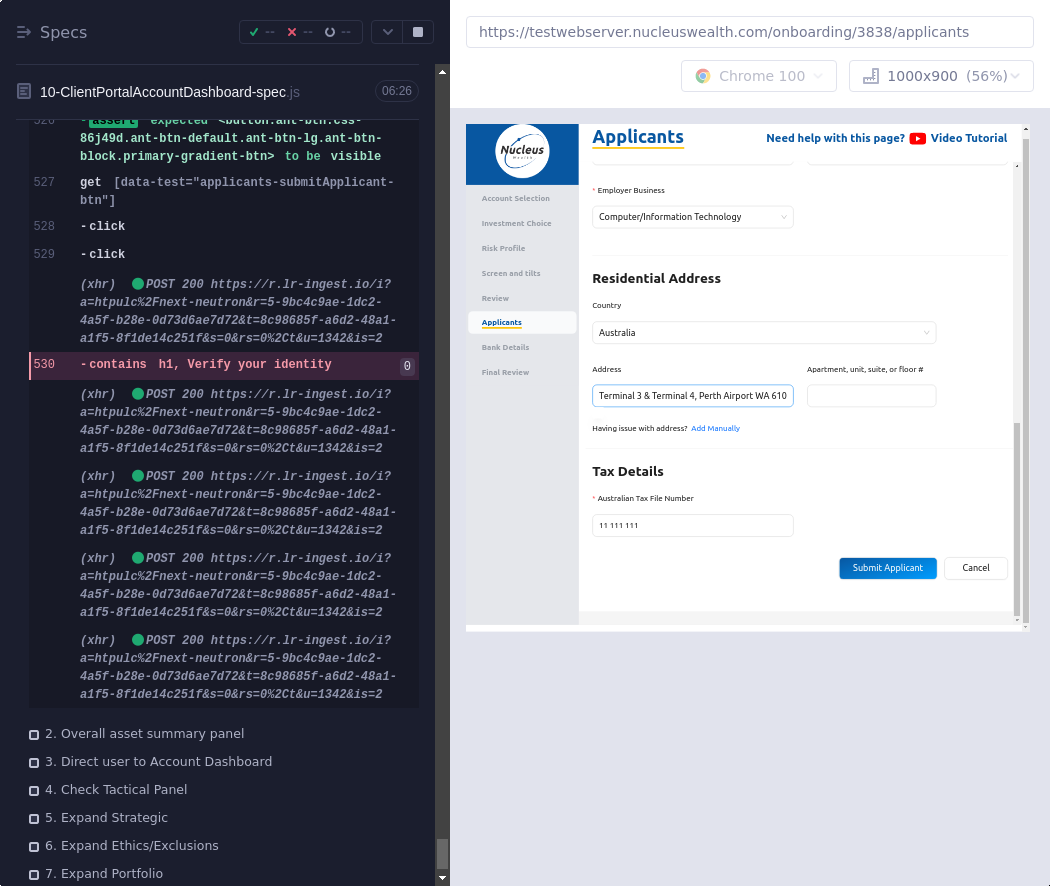 Specs
-- -- --
10-ClientPortalAccountDashboard-spec.js
06:26
526 -assert expected <button.ant-btn.css-
86j49d.ant-btn-default.ant-btn-lg.ant-btn-
block.primary-gradient-btn> to be visible
527 get [data-test="applicants-submitApplicant-
btn"]
528 -click
529 -click
(xhr) POST 200 https://r.lr-ingest.io/i?
a=htpulc%2Fnext-neutron&r=5-9bc4c9ae-1dc2-
4a5f-b28e-0d73d6ae7d72&t=8c98685f-a6d2-48a1-
a1f5-8f1de14c251f&s=0&rs=0%2Ct&u=1342&is=2
530 -contains h1, Verify your identity 0
(xhr) POST 200 https://r.lr-ingest.io/i?
a=htpulc%2Fnext-neutron&r=5-9bc4c9ae-1dc2-
4a5f-b28e-0d73d6ae7d72&t=8c98685f-a6d2-48a1-
a1f5-8f1de14c251f&s=0&rs=0%2Ct&u=1342&is=2
(xhr) POST 200 https://r.lr-ingest.io/i?
a=htpulc%2Fnext-neutron&r=5-9bc4c9ae-1dc2-
4a5f-b28e-0d73d6ae7d72&t=8c98685f-a6d2-48a1-
a1f5-8f1de14c251f&s=0&rs=0%2Ct&u=1342&is=2
(xhr) POST 200 https://r.lr-ingest.io/i?
a=htpulc%2Fnext-neutron&r=5-9bc4c9ae-1dc2-
4a5f-b28e-0d73d6ae7d72&t=8c98685f-a6d2-48a1-
a1f5-8f1de14c251f&s=0&rs=0%2Ct&u=1342&is=2
(xhr) POST 200 https://r.lr-ingest.io/i?
a=htpulc%2Fnext-neutron&r=5-9bc4c9ae-1dc2-
4a5f-b28e-0d73d6ae7d72&t=8c98685f-a6d2-48a1-
a1f5-8f1de14c251f&s=0&rs=0%2Ct&u=1342&is=2
2. Overall asset summary panel
3. Direct user to Account Dashboard
4. Check Tactical Panel
5. Expand Strategic
6. Expand Ethics/Exclusions
7. Expand Portfolio
https://testwebserver.nucleuswealth.com/onboarding/3838/applicants
Chrome 100
1000x900 (56%)
Nucleus
Wealth
Account Selection
Investment Choice
Risk Profile
Screen and tilts
Review
Applicants
Bank Details
Final Review
Applicants
Need help with this page? Video Tutorial
* Employer Business
Computer/Information Technology
Residential Address
Country
Australia
Address
Apartment, unit, suite, or floor #
Terminal 3 & Terminal 4, Perth Airport WA 610
Having issue with address? Add Manually
Tax Details
* Australian Tax File Number
11 111 111
Submit Applicant
Cancel